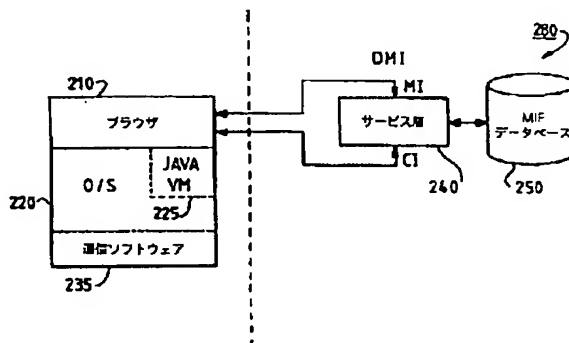 280
DMI
210
MI
ブラウザ
サービス層
MIF
データベース
O/S
JAVA
VM
CI
240
250
220
225
通信ソフトウェア
235